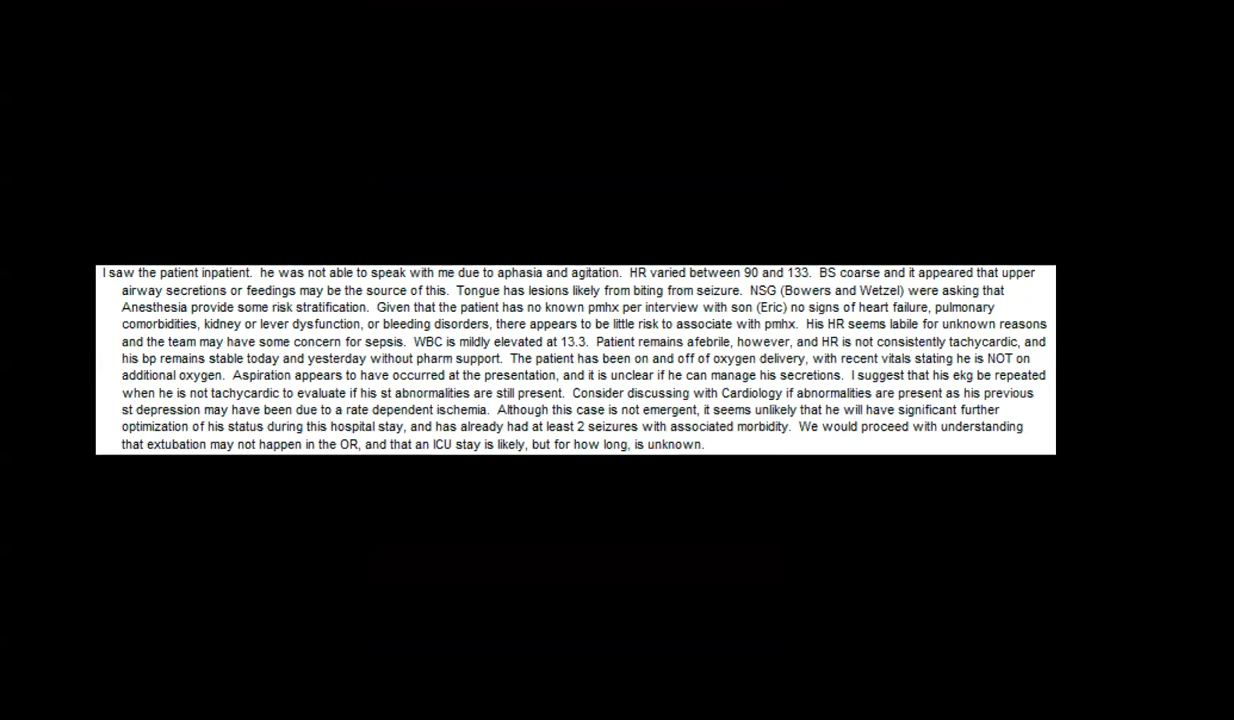 I saw the patient inpatient.  he was not able to speak with me due to aphasia and agitation.  HR varied between 90 and 133.  BS coarse and it appeared that upper
airway secretions or feedings may be the source of this.  Tongue has lesions likely from biting from seizure.  NSG (Bowers and Wetzel) were asking that
Anesthesia provide some risk stratification.  Given that the patient has no known pmhx per interview with son (Eric) no signs of heart failure, pulmonary
comorbidities, kidney or lever dysfunction, or bleeding disorders, there appears to be little risk to associate with pmhx.  His HR seems labile for unknown reasons
and the team may have some concern for sepsis.  WBC is mildly elevated at 13.3.  Patient remains afebrile, however, and HR is not consistently tachycardic, and
his bp remains stable today and yesterday without pharm support.  The patient has been on and off of oxygen delivery, with recent vitals stating he is NOT on
additional oxygen.  Aspiration appears to have occurred at the presentation, and it is unclear if he can manage his secretions.  I suggest that his ekg be repeated
when he is not tachycardic to evaluate if his st abnormalities are still present.  Consider discussing with Cardiology if abnormalities are present as his previous
st depression may have been due to a rate dependent ischemia.  Although this case is not emergent, it seems unlikely that he will have significant further
optimization of his status during this hospital stay, and has already had at least 2 seizures with associated morbidity.  We would proceed with understanding
that extubation may not happen in the OR, and that an ICU stay is likely, but for how long, is unknown.